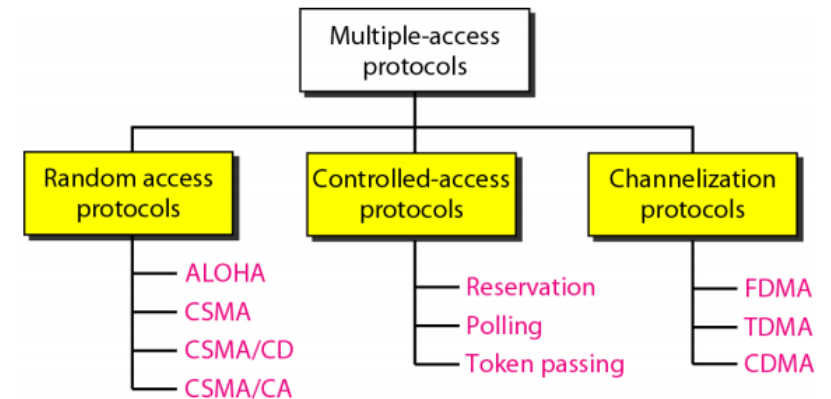 Multiple-access
protocols
Random access
protocols
Controlled-access
protocols
Channelization
protocols
ALOHA
CSMA
CSMA/CD
CSMA/CA
Reservation
Polling
Token passing
FDMA
TDMA
CDMA